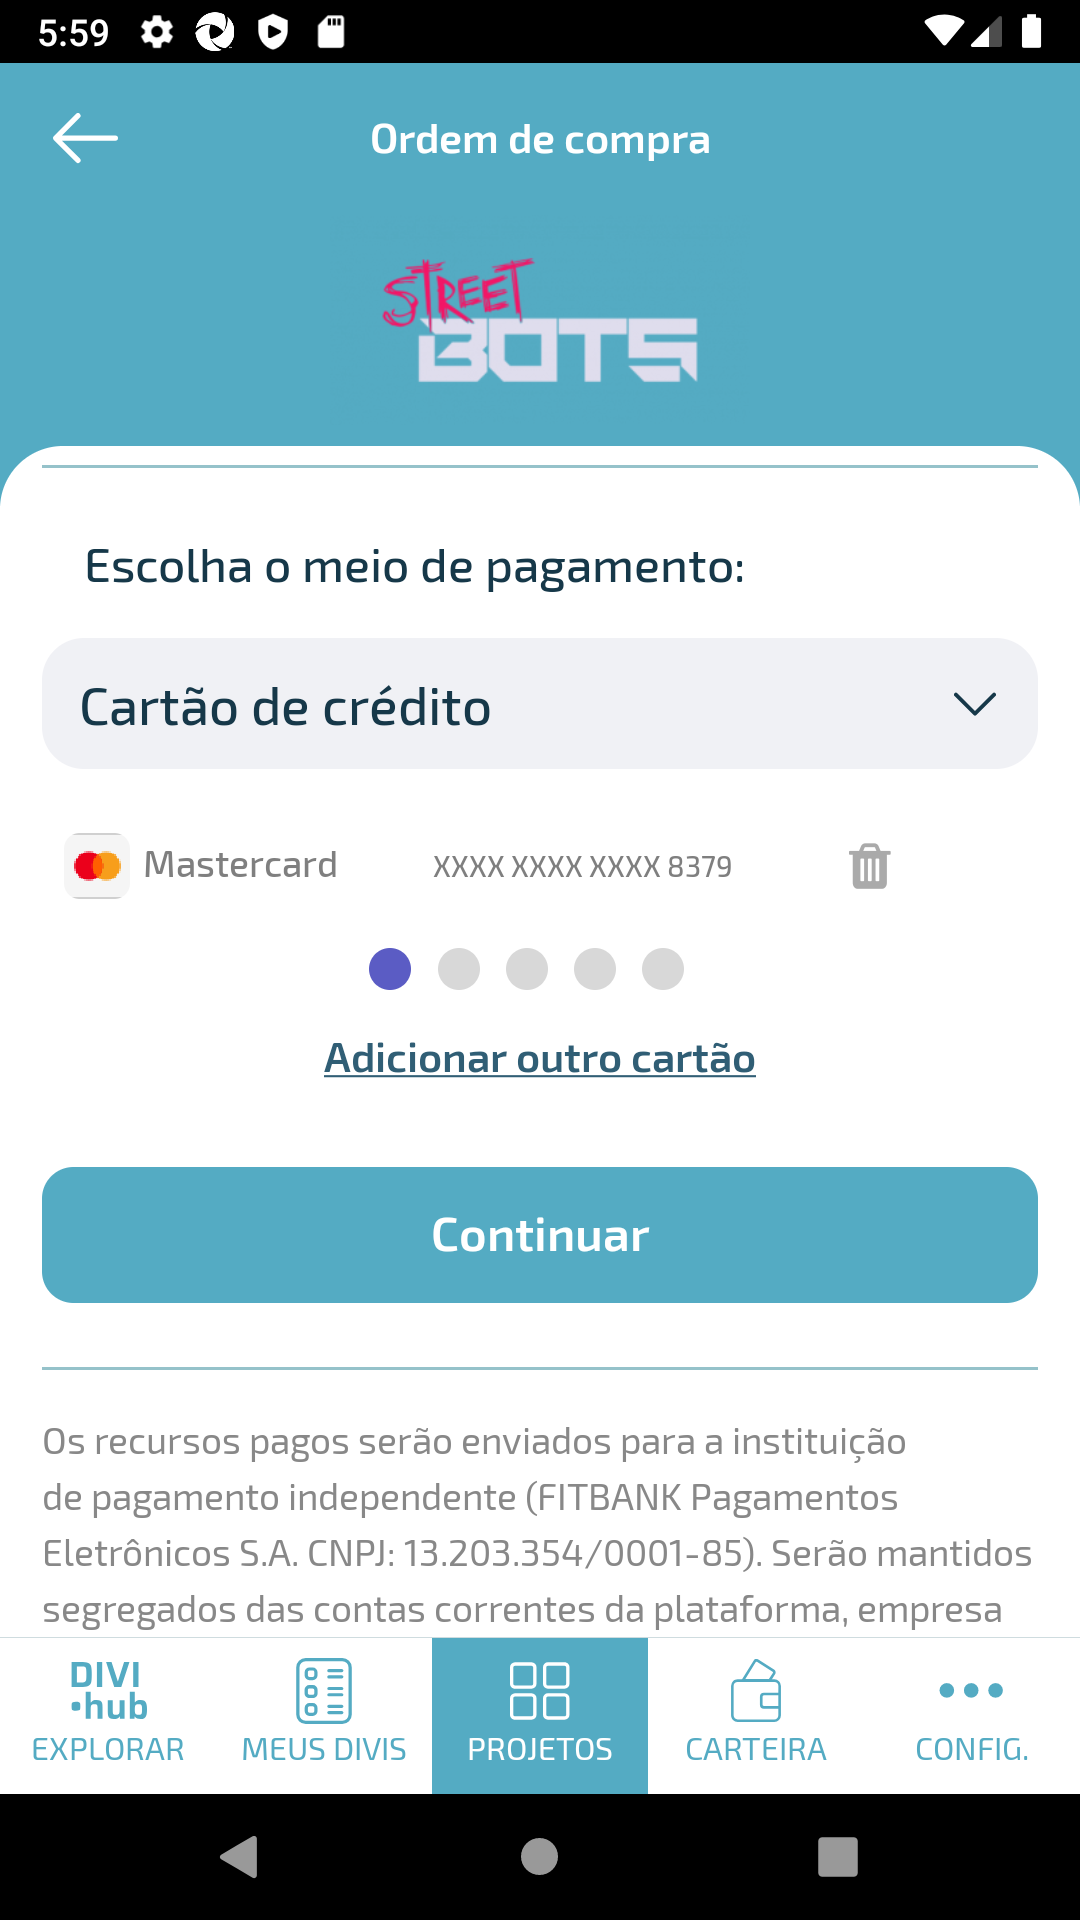 5:59
Ordem de compra
STREET
BOTS
Escolha o meio de pagamento:
Cartão de crédito
Mastercard XXXX XXXX XXXX 8379
Adicionar outro cartão
Continuar
Os recursos pagos serão enviados para a instituição
de pagamento independente (FITBANK Pagamentos
Eletrônicos S.A. CNPJ: 13.203.354/0001-85). Serão mantidos
segregados das contas correntes da plataforma, empresa
DIVI
•hub
EXPLORAR MEUS DIVIS PROJETOS CARTEIRA CONFIG.